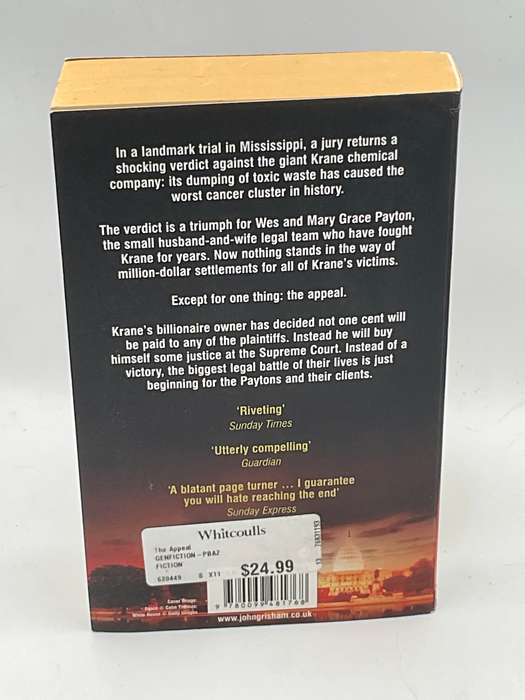 In a landmark trial in Mississippi, a jury returns a
shocking verdict against the giant Krane chemical
company: its dumping of toxic waste has caused the
worst cancer cluster in history.
The verdict is a triumph for Wes and Mary Grace Payton,
the small husband-and-wife legal team who have fought
Krane for years. Now nothing stands in the way of
million-dollar settlements for all of Krane's victims.
Except for one thing: the appeal.
Krane's billionaire owner has decided not one cent will
be paid to any of the plaintiffs. Instead he will buy
himself some justice at the Supreme Court. Instead of a
victory, the biggest legal battle of their lives is just
beginning for the Paytons and their clients.
'Riveting'
Sunday Times
'Utterly compelling'
Guardian
'A blatant page turner ... I guarantee
you will hate reaching the end'
Sunday Express
Whitcoulls
The Appeal
GENFICTION-PBAZ
FICTION
$24.99
9 780099 481768
Cover Image:
www.johngrisham.co.uk